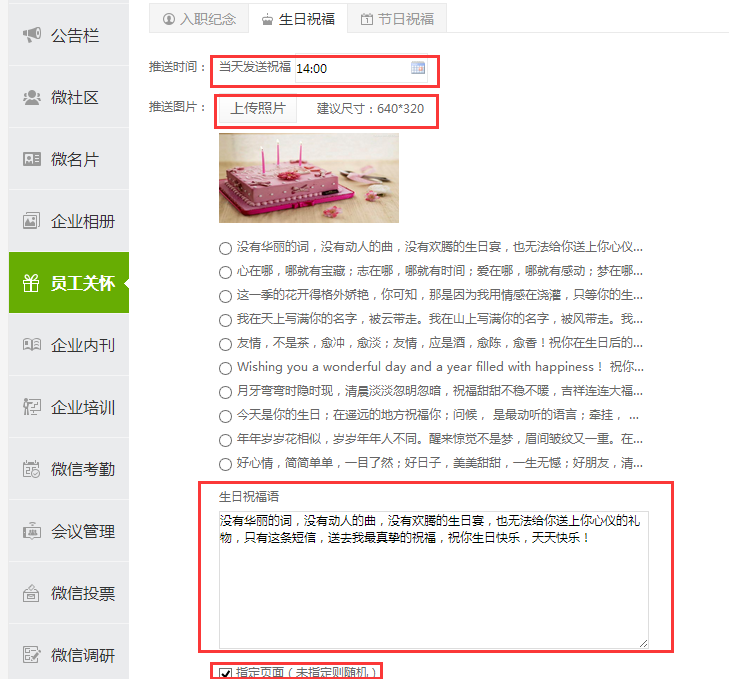 入职纪念 生日祝福 节日祝福
公告栏
推送时间： 当天发送祝福 14:00
微社区
推送图片： 上传照片 建议尺寸：640*320
微名片
企业相册
没有华丽的词，没有动人的曲，没有欢腾的生日宴，也无法给你送上你心仪...
心在哪，哪就有宝藏；志在哪，哪就有时间；爱在哪，哪就有感动；梦在哪...
员工关怀
这一季的花开得格外娇艳，你可知，那是因为我用情感在浇灌，只等你的生...
我在天上写满你的名字，被云带走。我在山上写满你的名字，被风带走。我...
企业内刊
友情，不是茶，愈冲，愈淡；友情，应是酒，愈陈，愈香！祝你在生日后的...
Wishing you a wonderful day and a year filled with happiness！ 祝你...
月牙弯弯时隐时现，清晨淡淡忽明忽暗，祝福甜甜不稳不暖，吉祥连连大福...
企业培训
今天是你的生日；在遥远的地方祝福你；问候， 是最动听的语言；牵挂， ...
年年岁岁花相似，岁岁年年人不同。醒来惊觉不是梦，眉间皱纹又一重。在...
好心情，简简单单，一目了然；好日子，美美甜甜，一生无憾；好朋友，清...
微信考勤
生日祝福语
没有华丽的词，没有动人的曲，没有欢腾的生日宴，也无法给你送上你心仪的礼
物，只有这条短信，送去我最真挚的祝福，祝你生日快乐，天天快乐！
会议管理
微信投票
微信调研
指定页面（未指定则随机）